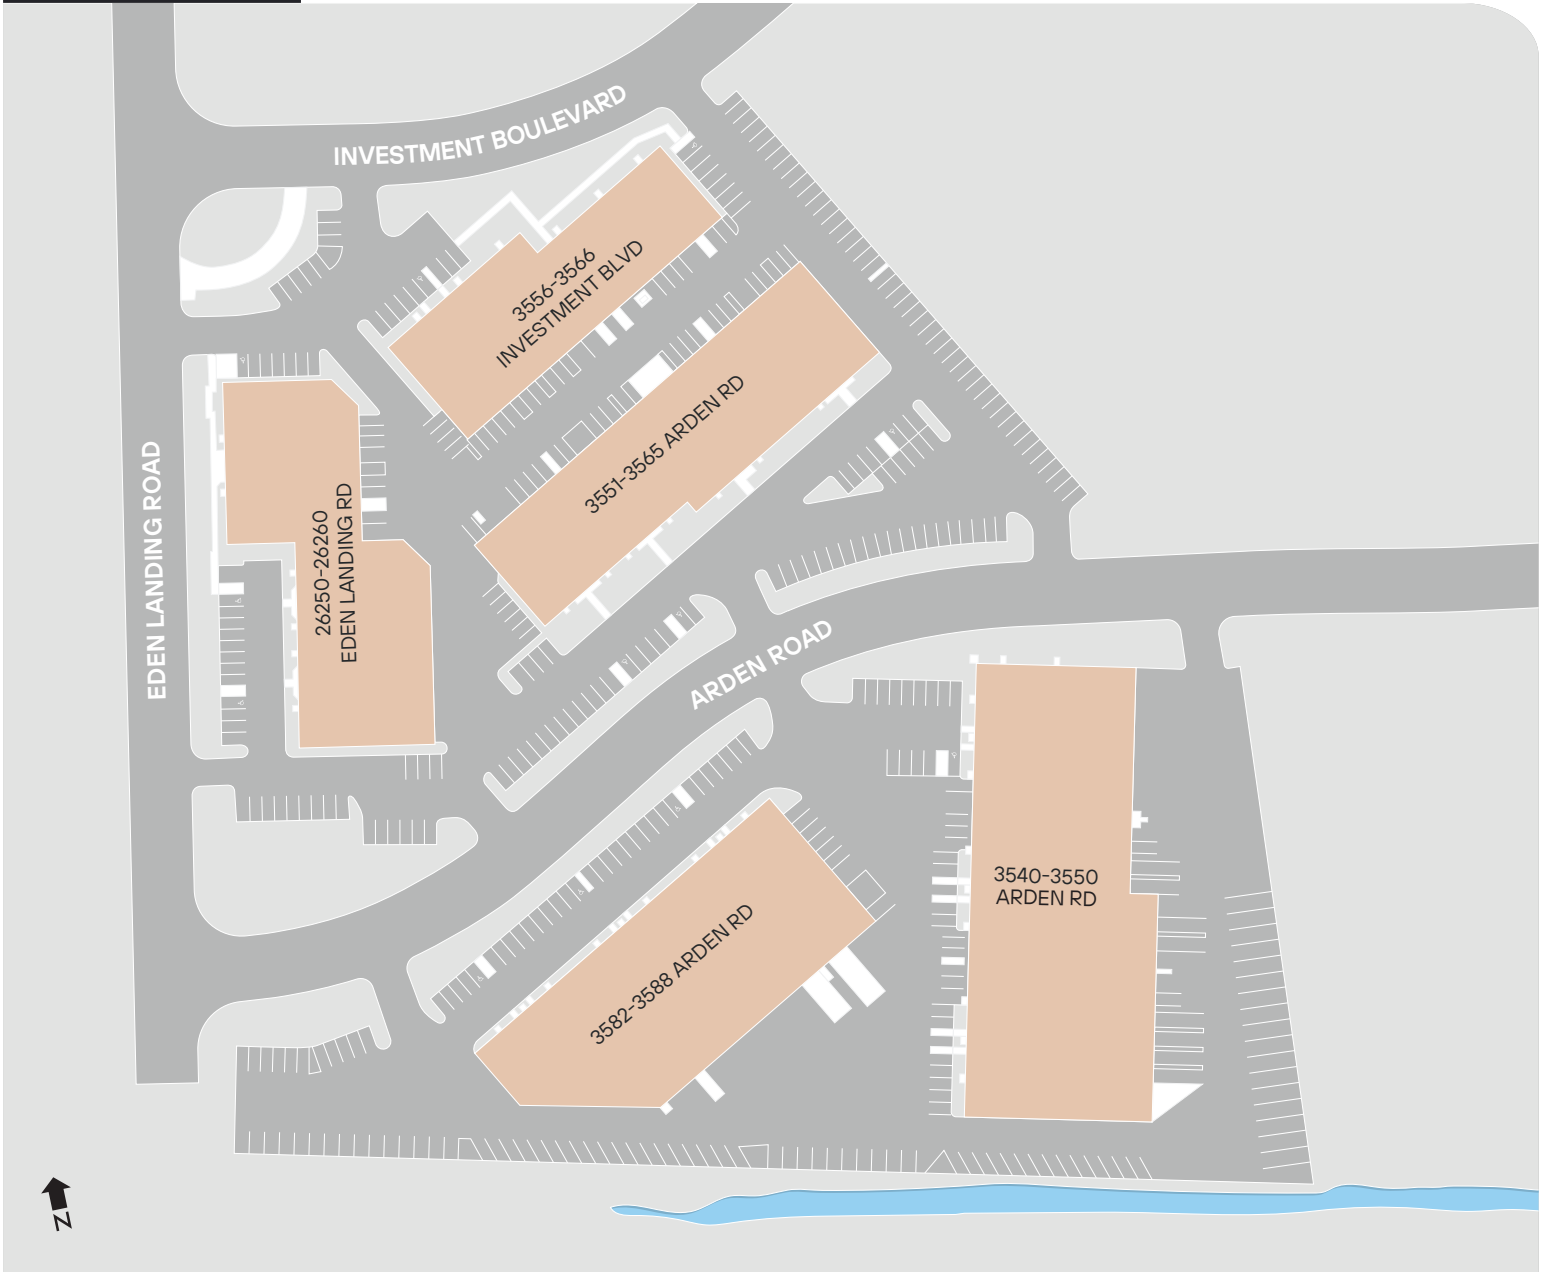 INVESTMENT BOULEVARD
3556-3566
INVESTMENT BLVD
3551-3565 ARDEN RD
EDEN LANDING ROAD
26250-26260
EDEN LANDING RD
ARDEN ROAD
3540-3550
ARDEN RD
3582-3588 ARDEN RD
N